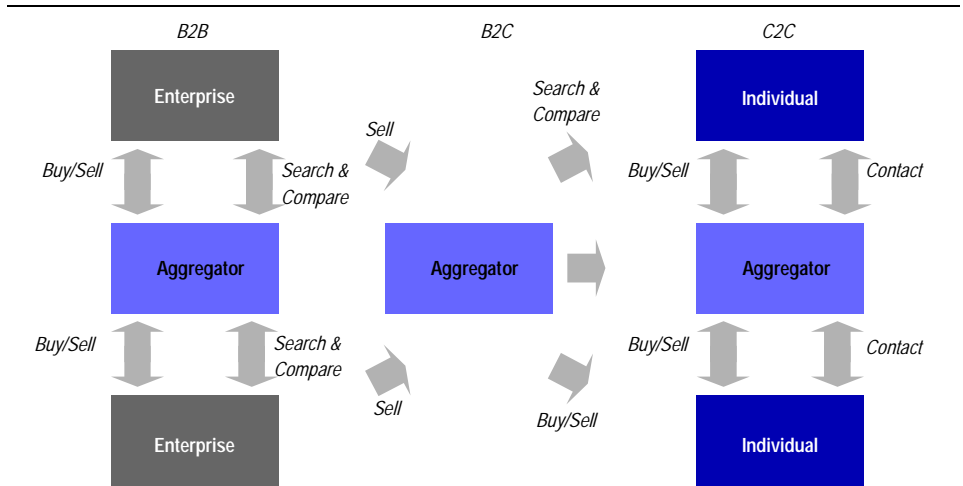 B2B
B2C
C2C
Enterprise
Individual
Search &
Compare
Sell
Buy/Sell
Search &
Compare
Buy/Sell
Contact
Aggregator
Aggregator
Aggregator
Buy/Sell
Search &
Compare
Buy/Sell
Contact
Sell
Buy/Sell
Enterprise
Individual